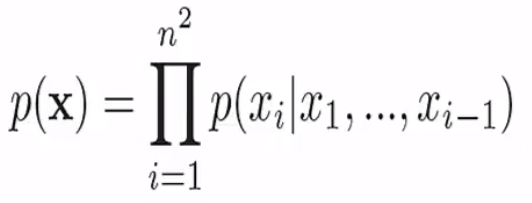 p(x) = ∏_{i=1}^{n^2} p(x_i|x_1, ..., x_{i−1})